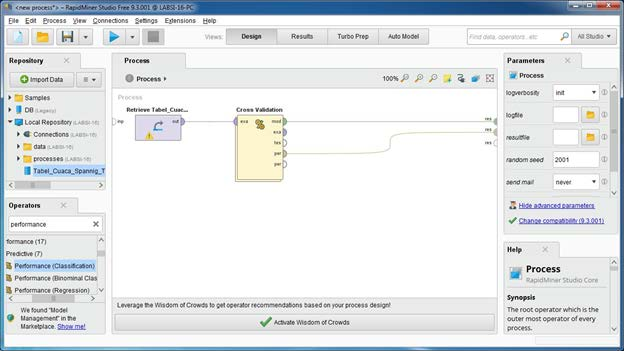 <new process*> – RapidMiner Studio Free 9.3.001 @ LABSI-16-PC
File Edit Process View Connections Settings Extensions Help
Views: Design Results Turbo Prep Auto Model
Find data, operators...etc
All Studio
Repository
Import Data
Samples
DB (Legacy)
Local Repository (LABSI-16)
Connections (LABSI-16)
data (LABSI-16)
processes (LABSI-16)
Tabel_Cuaca_Spannig_T
Operators
performance
formance (17)
Predictive (7)
Performance (Classification)
Performance (Binominal Class
Performance (Regression)
We found "Model
Management" in the
Marketplace. Show me!
Process
Process
100%
Process
inp
Retrieve Tabel_Cuac...
out
Cross Validation
exa
mod
exa
tes
per
per
res
res
res
Leverage the Wisdom of Crowds to get operator recommendations based on your process design!
Activate Wisdom of Crowds
Parameters
Process
logverbosity init
logfile
resultfile
random seed 2001
send mail never
Hide advanced parameters
Change compatibility (9.3.001)
Help
Process
RapidMiner Studio Core
Synopsis
The root operator which is the
outer most operator of every
process.